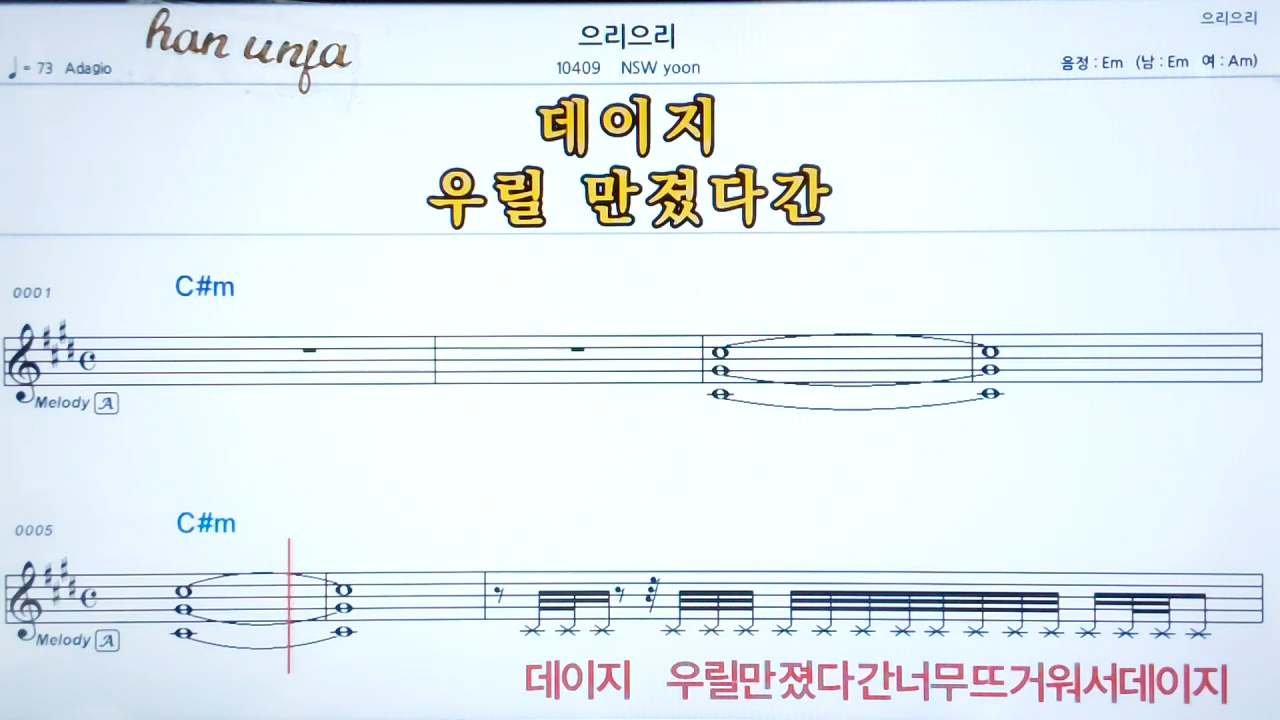 han unfa
으리으리
으리으리
♩= 73 Adagio
10409 NSW yoon
음정 : Em (남 : Em 여 : Am)
데이지
우릴 만졌다간
0001
C#m
Melody A
0005
C#m
Melody A
데이지 우릴만졌다간너무뜨거워서데이지